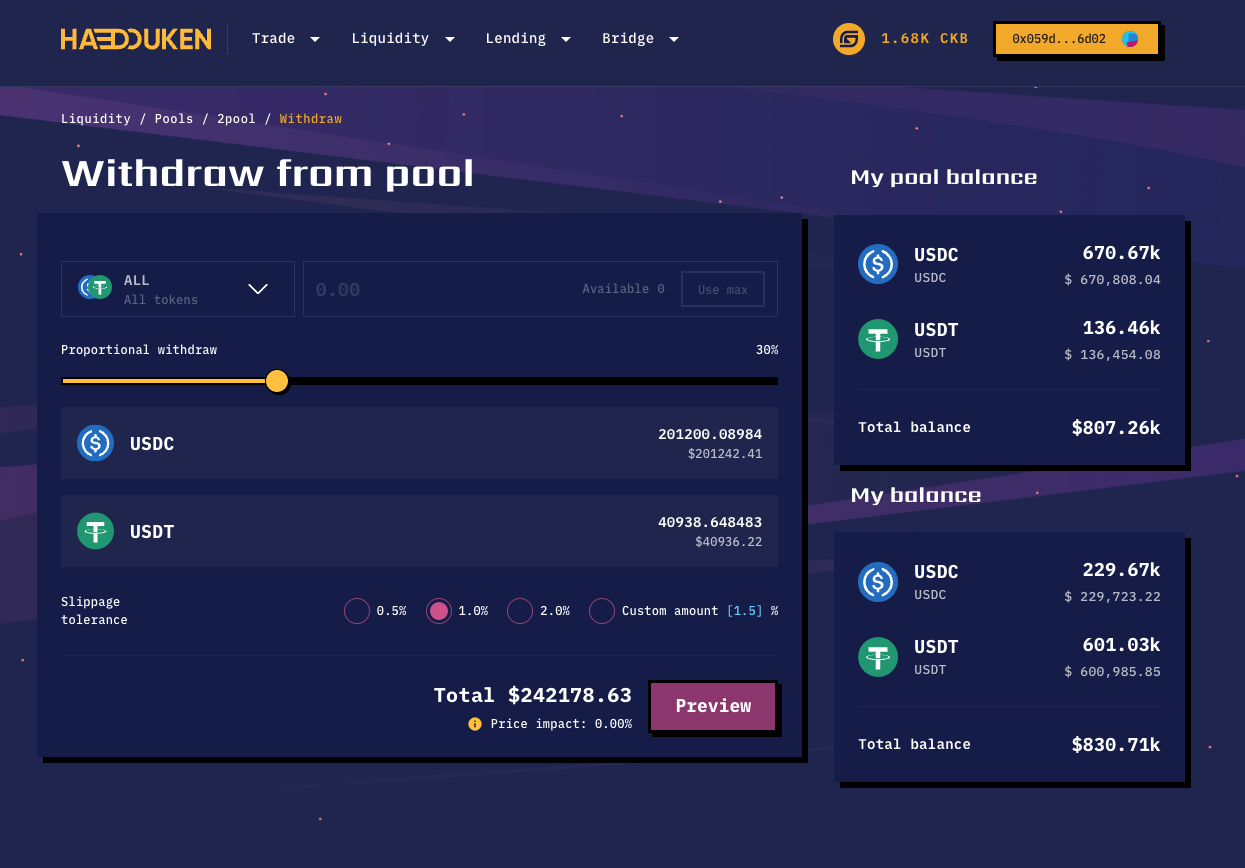 HADOUKEN
Trade Liquidity Lending Bridge
1.68K CKB
0x059d...6d02
Liquidity / Pools / 2pool / Withdraw
Withdraw from pool
ALL
All tokens
0.00
Available 0
Use max
Proportional withdraw
30%
USDC
201200.08984
$201242.41
USDT
40938.648483
$40936.22
Slippage
tolerance
0.5% 1.0% 2.0% Custom amount [1.5] %
Total $242178.63
Price impact: 0.00%
Preview
My pool balance
USDC 670.67k
USDC $ 670,808.04
USDT 136.46k
USDT $ 136,454.08
Total balance $807.26k
My balance
USDC 229.67k
USDC $ 229,723.22
USDT 601.03k
USDT $ 600,985.85
Total balance $830.71k